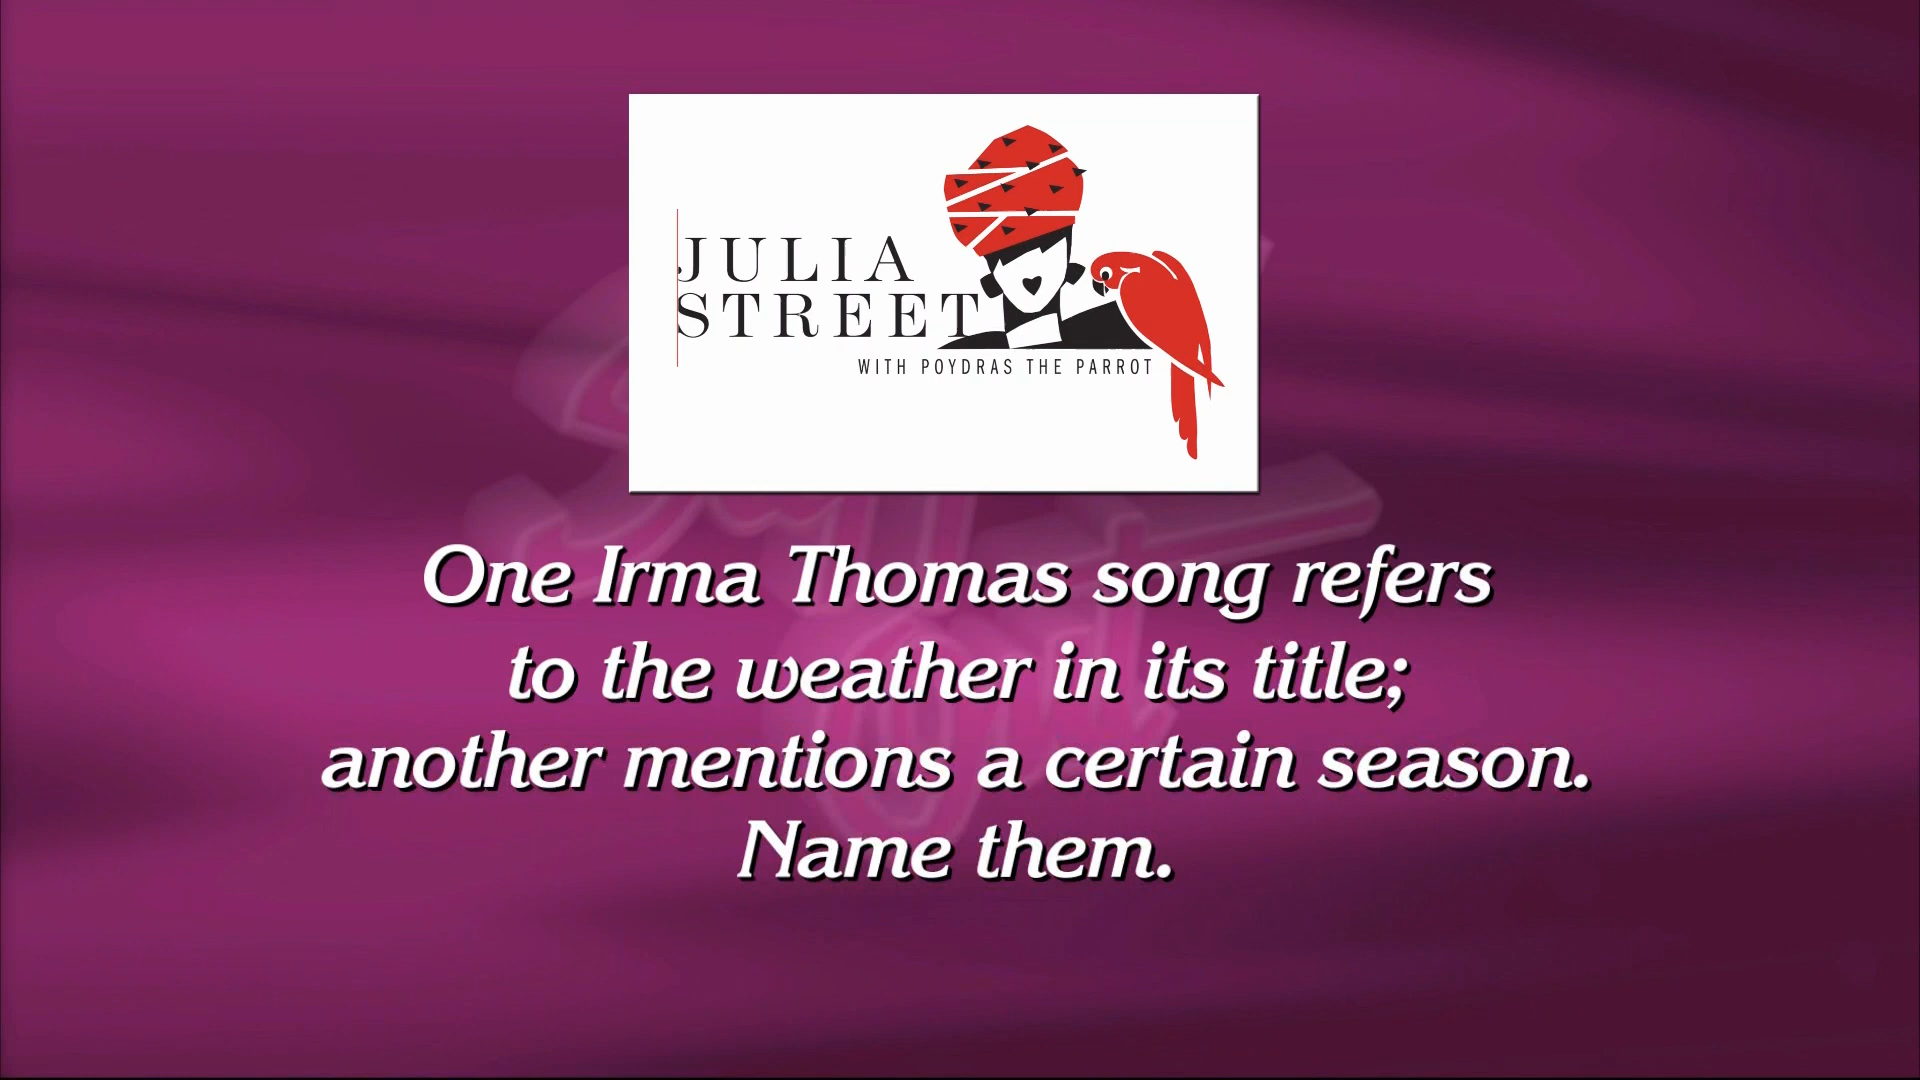 JULIA
STREET
WITH POYDRAS THE PARROT
One Irma Thomas song refers
to the weather in its title;
another mentions a certain season.
Name them.